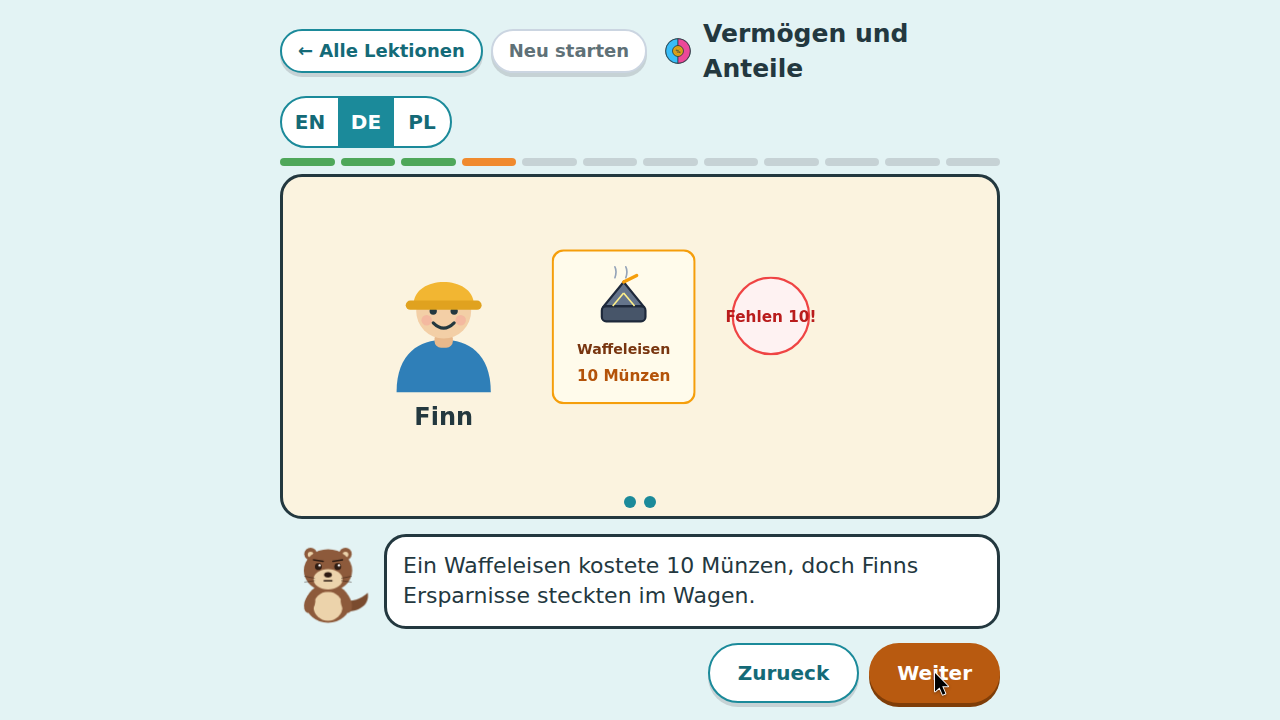 ← Alle Lektionen
Neu starten
Vermögen und
Anteile
EN DE PL
Waffeleisen
10 Münzen
Fehlen 10!
Finn
Ein Waffeleisen kostete 10 Münzen, doch Finns
Ersparnisse steckten im Wagen.
Zurueck
Weiter